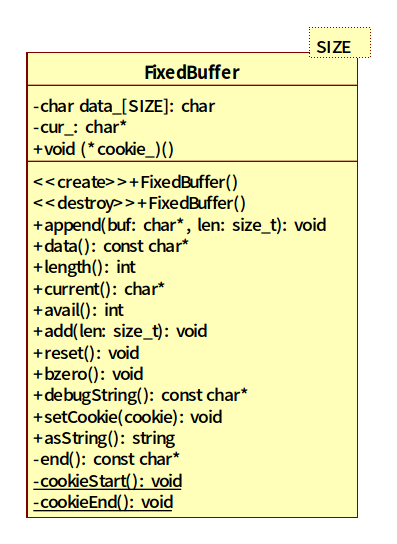 SIZE
FixedBuffer
-char data_[SIZE]: char
-cur_: char*
+void (*cookie_)()
<<create>>+FixedBuffer()
<<destroy>>+FixedBuffer()
+append(buf: char*, len: size_t): void
+data(): const char*
+length(): int
+current(): char*
+avail(): int
+add(len: size_t): void
+reset(): void
+bzero(): void
+debugString(): const char*
+setCookie(cookie): void
+asString(): string
-end(): const char*
-cookieStart(): void
-cookieEnd(): void